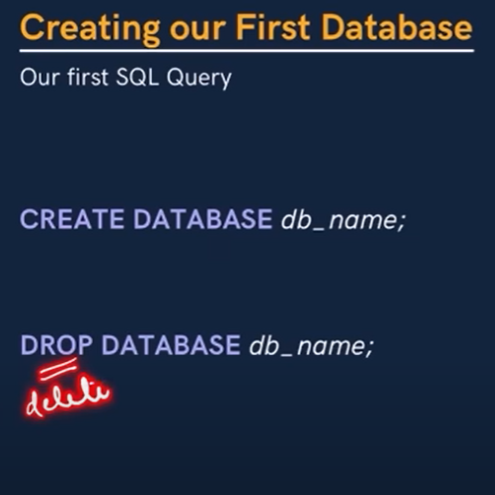 Creating our First Database
Our first SQL Query
CREATE DATABASE db_name;
DROP DATABASE db_name;
delete